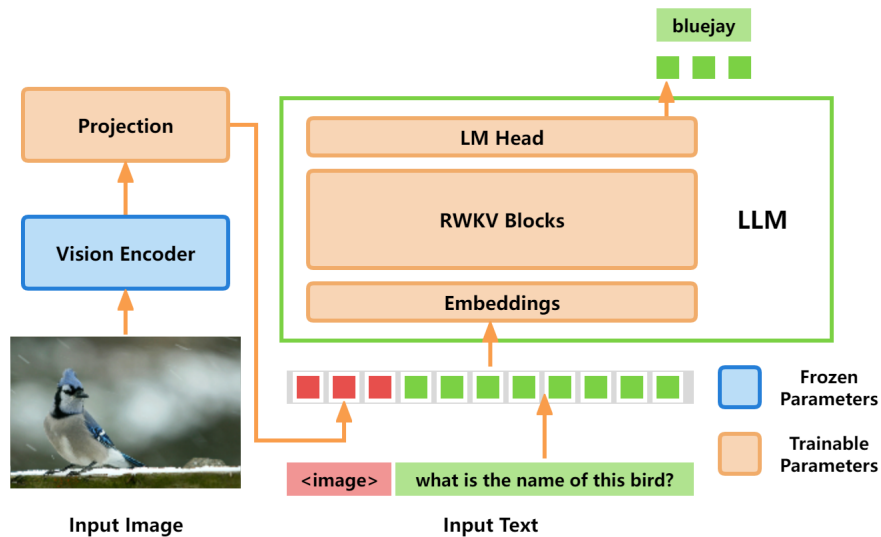 bluejay
Projection
LM Head
RWKV Blocks
LLM
Vision Encoder
Embeddings
Frozen
Parameters
Trainable
Parameters
<image>
what is the name of this bird?
Input Image
Input Text